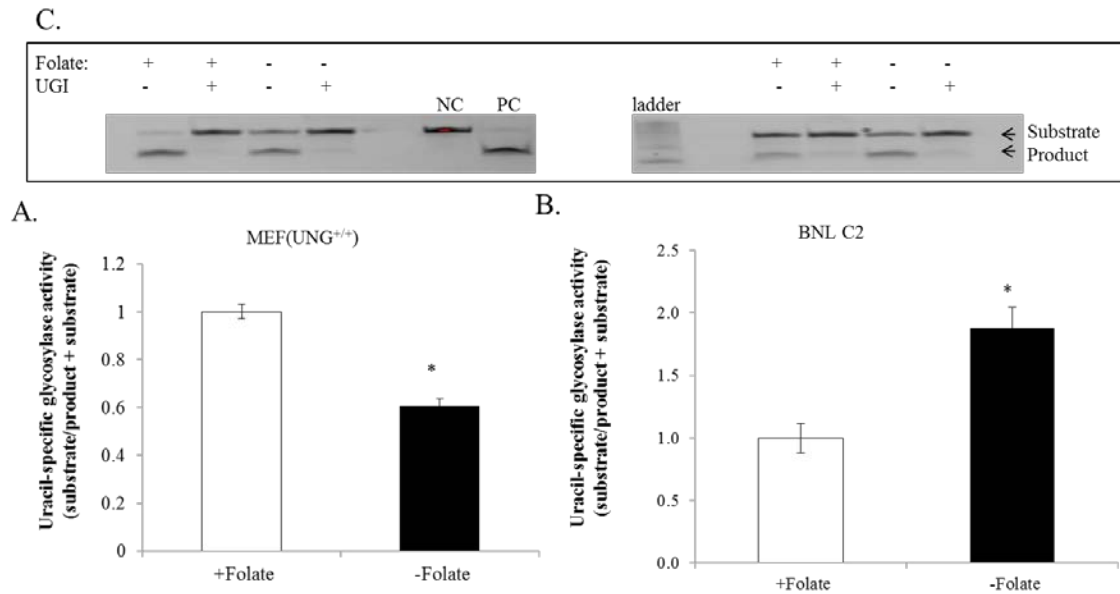 C.
Folate: + + - - + + - -
UGI - + - + - + - +
NC PC ladder
Substrate
Product
A.
MEF(UNG+/+)
Uracil-specific glycosylase activity
(substrate/product + substrate)
1.2
1
0.8
0.6
0.4
0.2
0
*
+Folate -Folate
B.
BNL C2
Uracil-specific glycosylase activity
(substrate/product + substrate)
2.5
2.0
1.5
1.0
0.5
0.0
*
+Folate -Folate